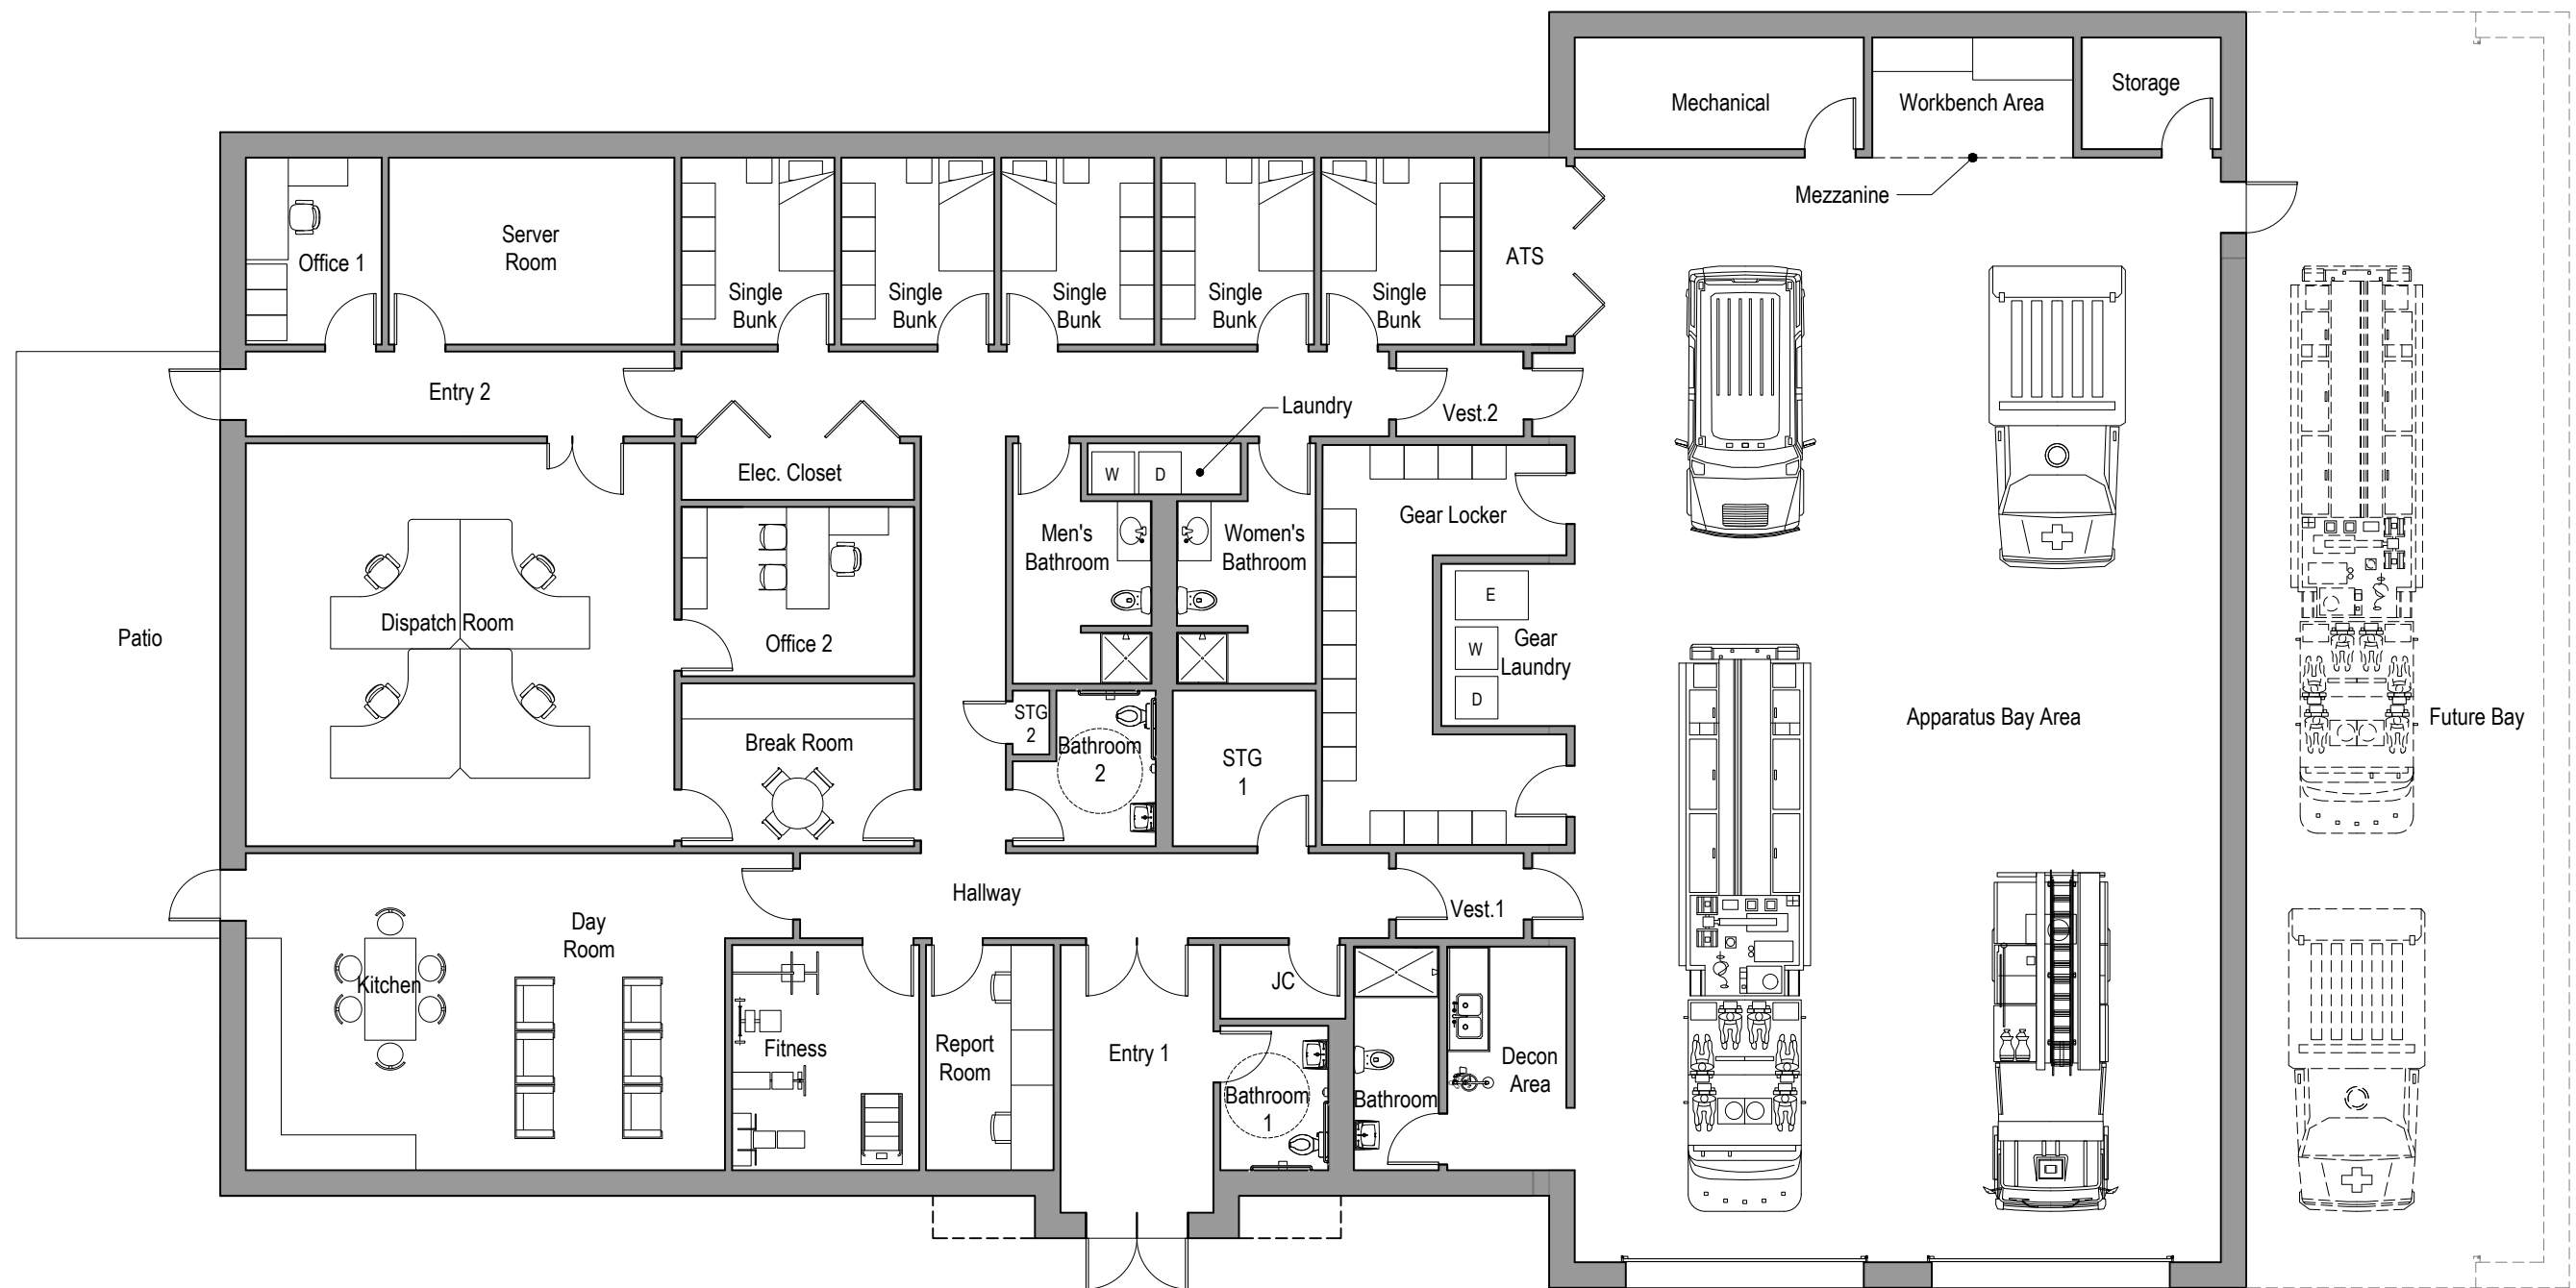 Mechanical
Workbench Area
Storage
Mezzanine
Office 1
Server
Room
Single
Bunk
Single
Bunk
Single
Bunk
Single
Bunk
Single
Bunk
ATS
Entry 2
Laundry
Vest.2
Elec. Closet
W
D
Men's
Bathroom
Women's
Bathroom
Gear Locker
E
W
D
Gear
Laundry
Dispatch Room
Office 2
Patio
Break Room
STG
2
Bathroom
2
STG
1
Apparatus Bay Area
Future Bay
Hallway
Vest.1
Day
Room
Kitchen
Fitness
Report
Room
Entry 1
JC
Bathroom
1
Bathroom
Decon
Area